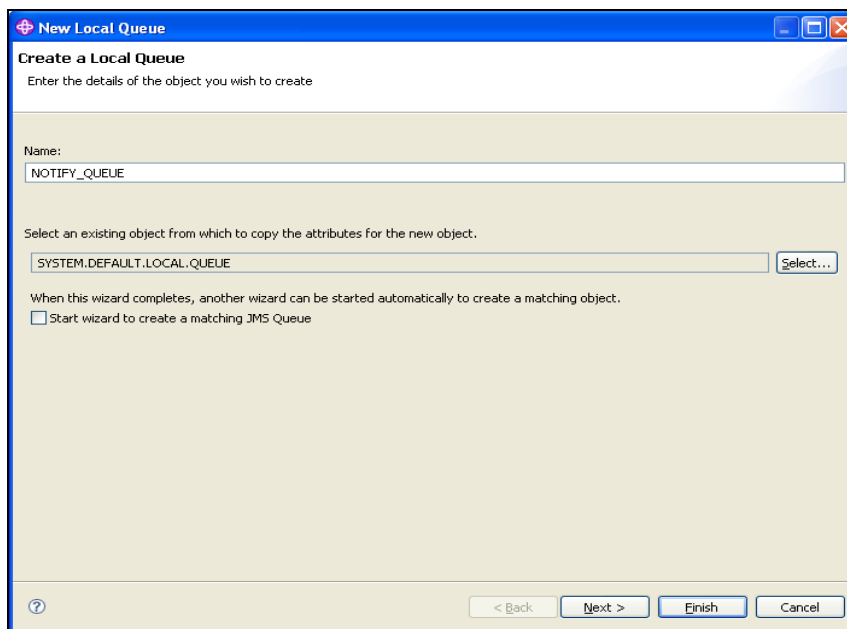 New Local Queue
Create a Local Queue
Enter the details of the object you wish to create
Name:
NOTIFY_QUEUE
Select an existing object from which to copy the attributes for the new object.
SYSTEM.DEFAULT.LOCAL.QUEUE
Select...
When this wizard completes, another wizard can be started automatically to create a matching object.
Start wizard to create a matching JMS Queue
?
< Back Next > Finish Cancel